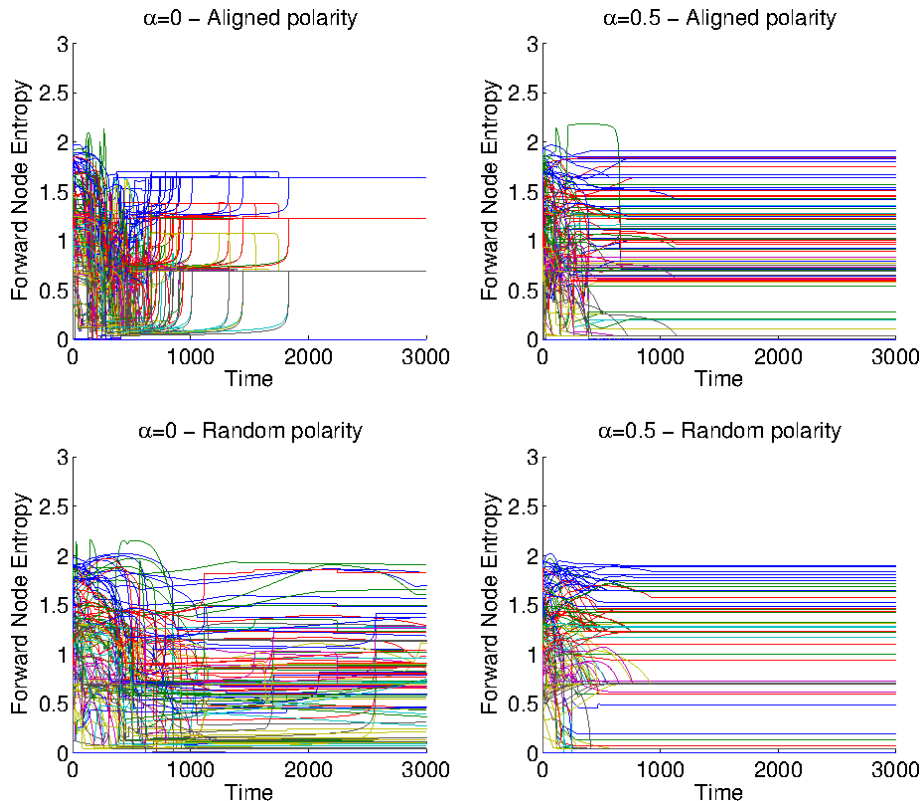 α=0 − Aligned polarity
3
2.5
2
1.5
1
0.5
0
Forward Node Entropy
0 1000 2000 3000
Time
α=0.5 − Aligned polarity
3
2.5
2
1.5
1
0.5
0
Forward Node Entropy
0 1000 2000 3000
Time
α=0 − Random polarity
3
2.5
2
1.5
1
0.5
0
Forward Node Entropy
0 1000 2000 3000
Time
α=0.5 − Random polarity
3
2.5
2
1.5
1
0.5
0
Forward Node Entropy
0 1000 2000 3000
Time